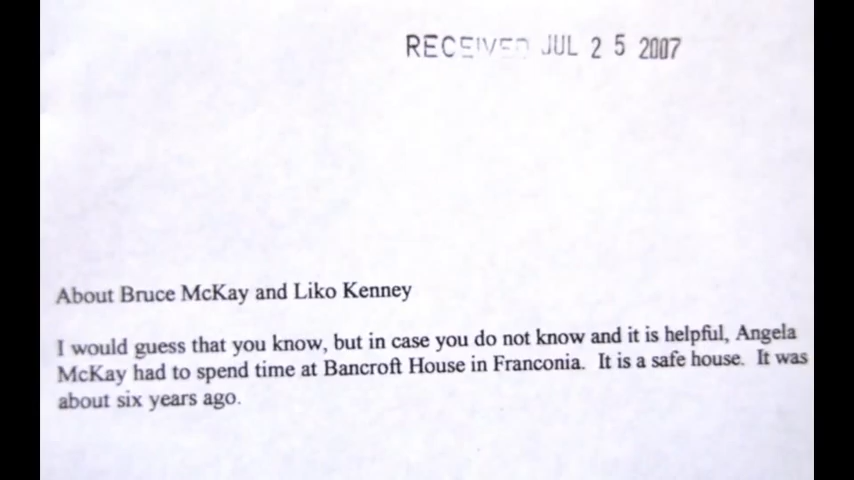 RECEIVED JUL 25 2007
About Bruce McKay and Liko Kenney
I would guess that you know, but in case you do not know and it is helpful, Angela
McKay had to spend time at Bancroft House in Franconia. It is a safe house. It was
about six years ago.